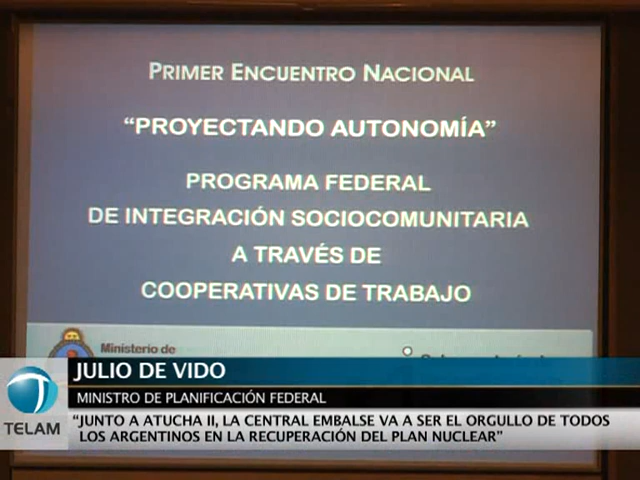 PRIMER ENCUENTRO NACIONAL
“PROYECTANDO AUTONOMÍA”
PROGRAMA FEDERAL
DE INTEGRACIÓN SOCIOCOMUNITARIA
A TRAVÉS DE
COOPERATIVAS DE TRABAJO
Ministerio de
JULIO DE VIDO
MINISTRO DE PLANIFICACIÓN FEDERAL
TELAM
“JUNTO A ATUCHA II, LA CENTRAL EMBALSE VA A SER EL ORGULLO DE TODOS
LOS ARGENTINOS EN LA RECUPERACIÓN DEL PLAN NUCLEAR”